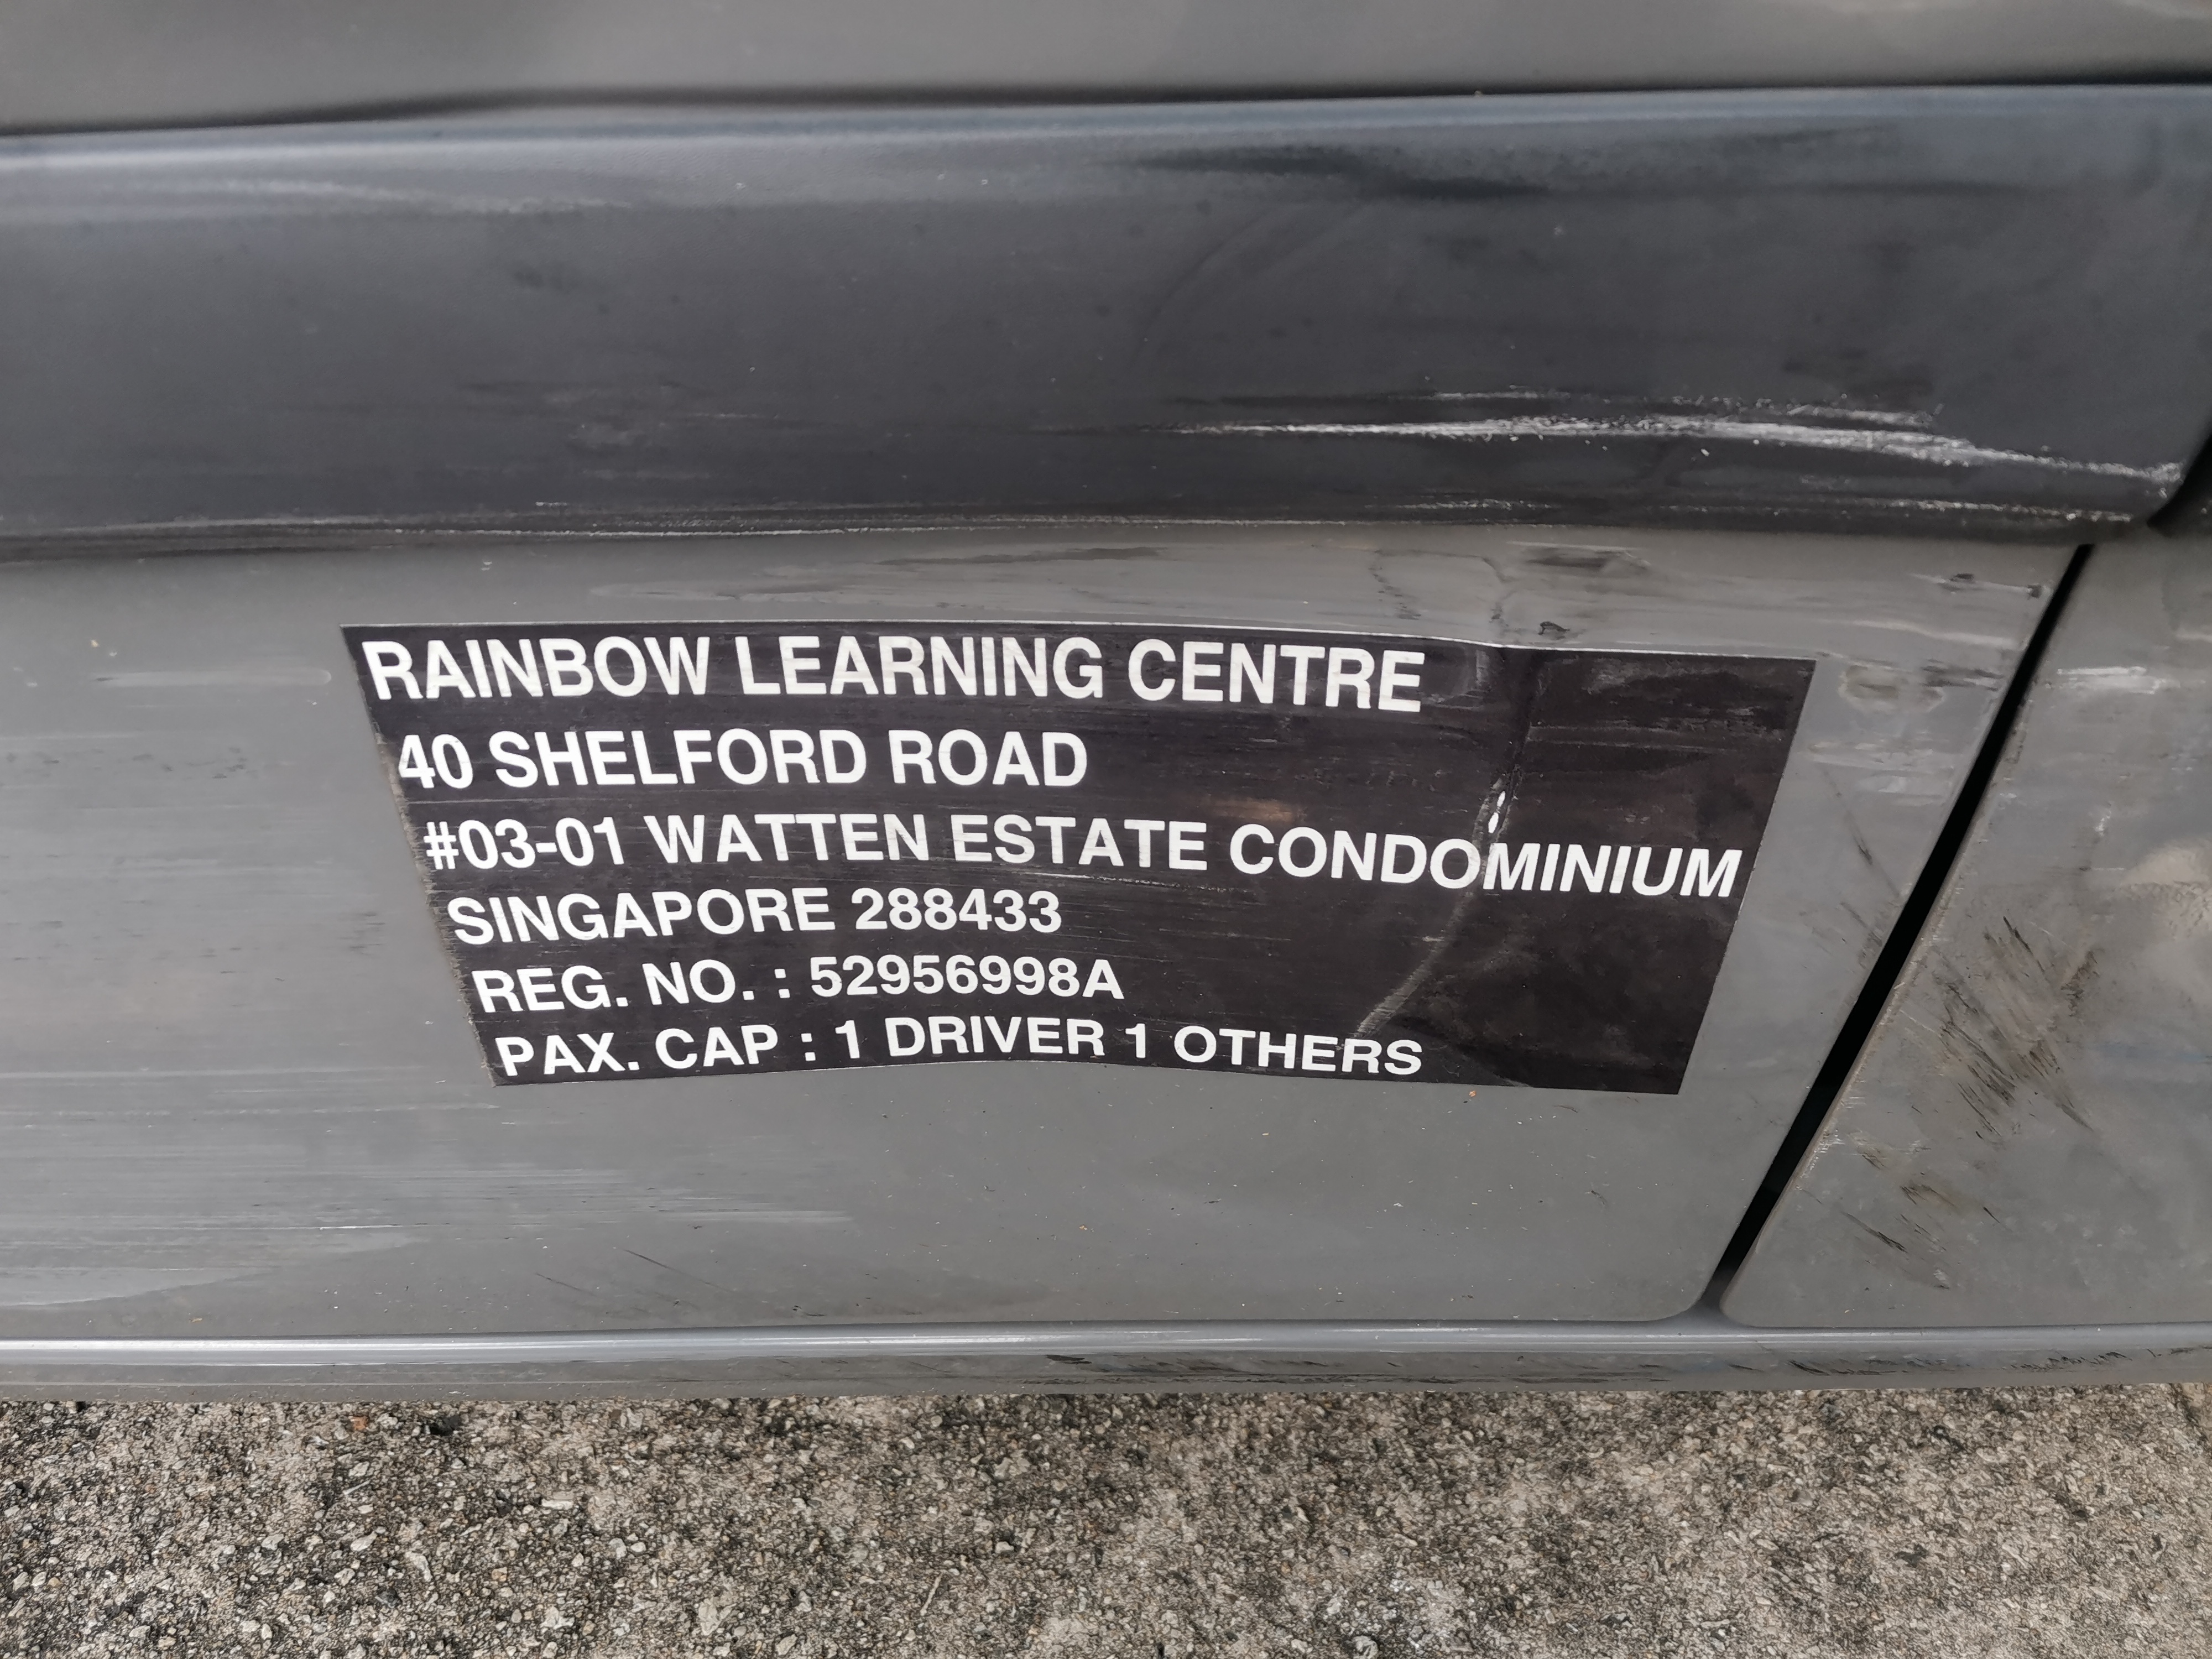 RAINBOW LEARNING CENTRE
40 SHELFORD ROAD
#03-01 WATTEN ESTATE CONDOMINIUM
SINGAPORE 288433
REG. NO. : 52956998A
PAX. CAP : 1 DRIVER 1 OTHERS